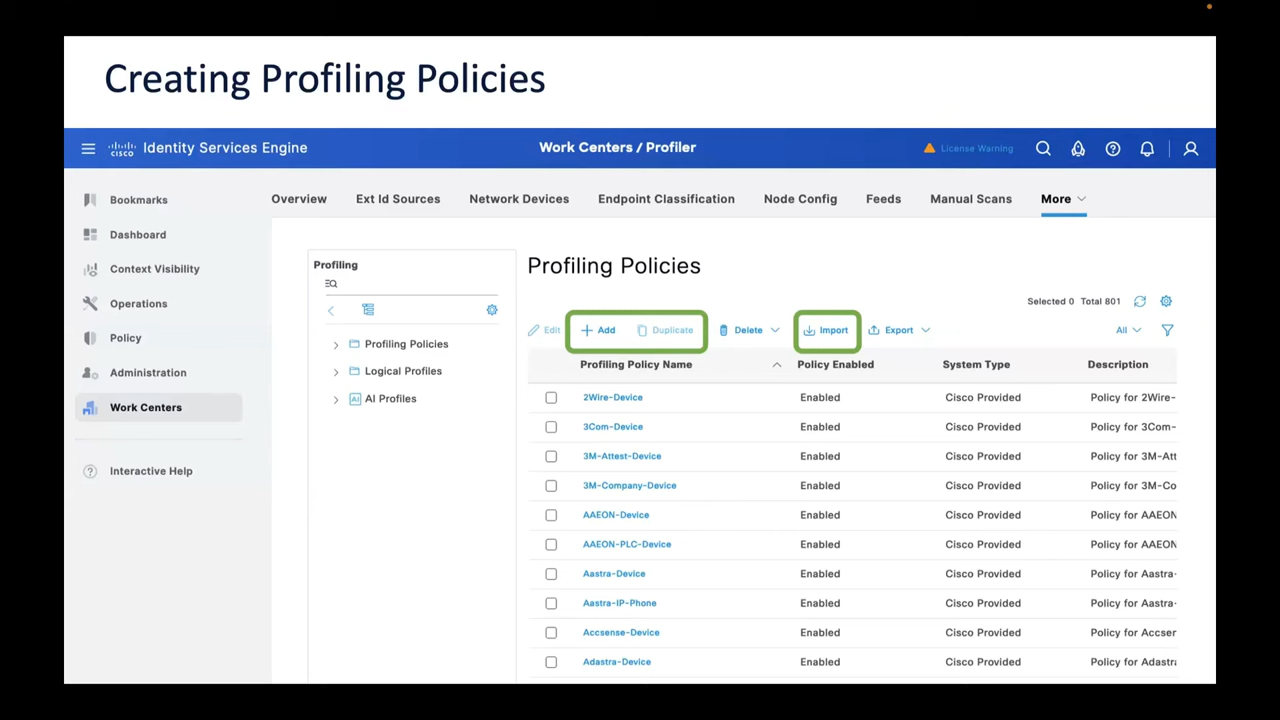 Creating Profiling Policies
CISCO Identity Services Engine
Work Centers / Profiler
License Warning
Bookmarks
Dashboard
Context Visibility
Operations
Policy
Administration
Work Centers
Interactive Help
Overview Ext Id Sources Network Devices Endpoint Classification Node Config Feeds Manual Scans More
Profiling
Profiling Policies
Logical Profiles
AI AI Profiles
Profiling Policies
Selected 0 Total 801
Edit Add Duplicate Delete Import Export All
Profiling Policy Name Policy Enabled System Type Description
2Wire-Device Enabled Cisco Provided Policy for 2Wire-
3Com-Device Enabled Cisco Provided Policy for 3Com-
3M-Attest-Device Enabled Cisco Provided Policy for 3M-Att
3M-Company-Device Enabled Cisco Provided Policy for 3M-Co
AAEON-Device Enabled Cisco Provided Policy for AAEON
AAEON-PLC-Device Enabled Cisco Provided Policy for AAEON
Aastra-Device Enabled Cisco Provided Policy for Aastra-
Aastra-IP-Phone Enabled Cisco Provided Policy for Aastra-
Accsense-Device Enabled Cisco Provided Policy for Accser
Adastra-Device Enabled Cisco Provided Policy for Adastra